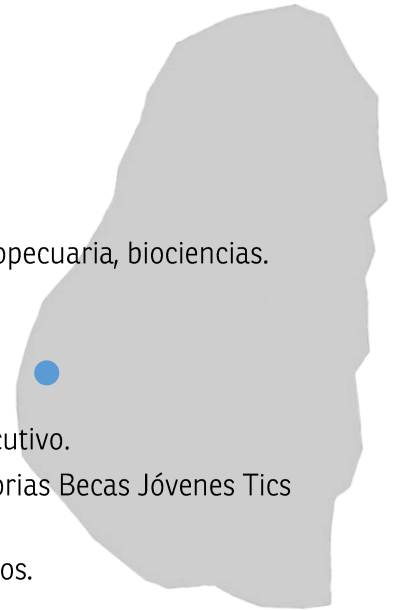 opecuaria, biociencias.
cutivo.
orias Becas Jóvenes Tics
os.